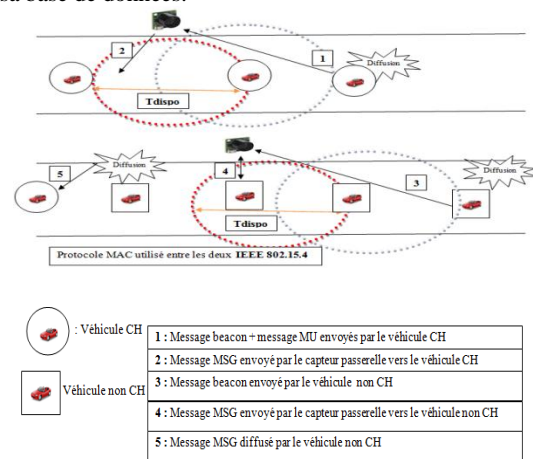 sa base de données.
2
1
Diffusion
Tdispo
5
Diffusion
4
3
Diffusion
Tdispo
Protocole MAC utilisé entre les deux IEEE 802.15.4
: Véhicule CH
Véhicule non CH
1 : Message beacon + message MU envoyés par le véhicule CH
2 : Message MSG envoyé par le capteur passerelle vers le véhicule CH
3 : Message beacon envoyé par le véhicule non CH
4 : Message MSG envoyé par le capteur passerelle vers le véhicule non CH
5 : Message MSG diffusé par le véhicule non CH